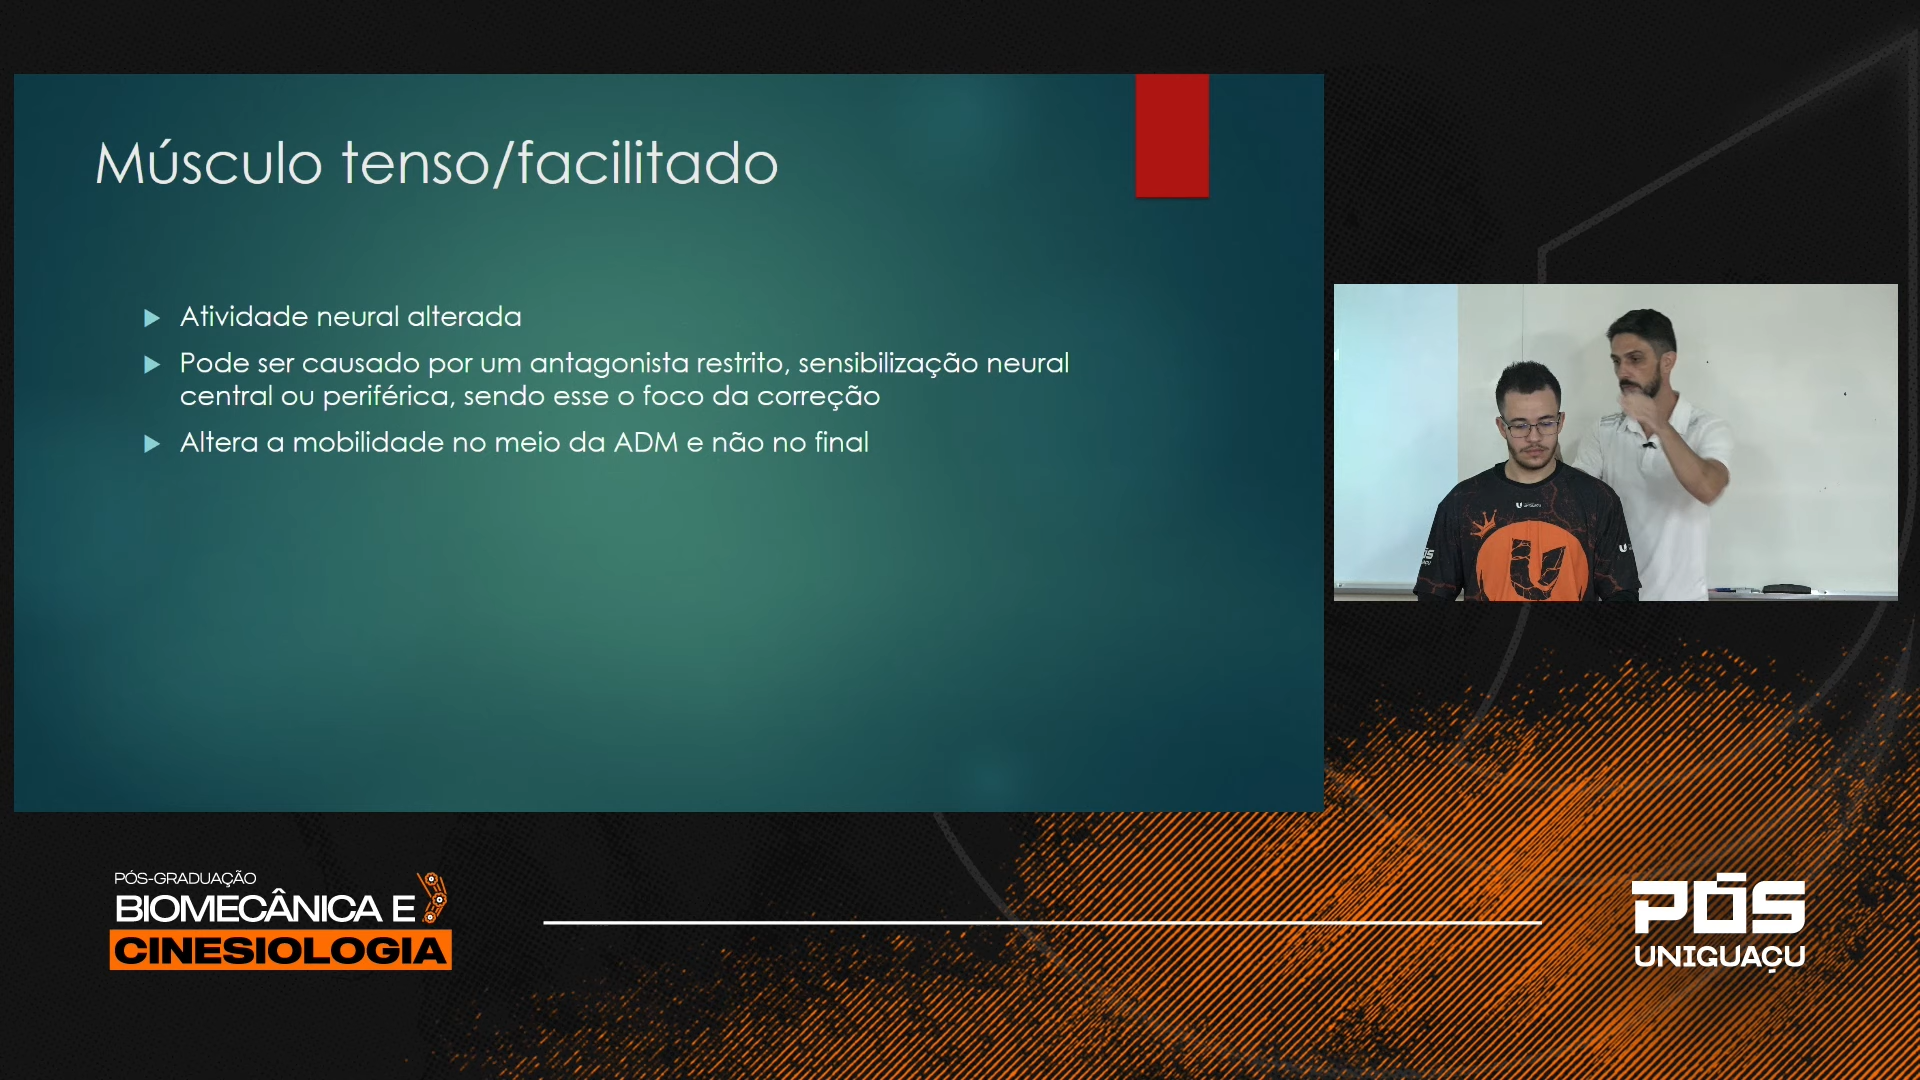 Músculo tenso/facilitado
Atividade neural alterada
Pode ser causado por um antagonista restrito, sensibilização neural
central ou periférica, sendo esse o foco da correção
Altera a mobilidade no meio da ADM e não no final
PÓS-GRADUAÇÃO
BIOMECÂNICA E
CINESIOLOGIA
PÓS
UNIGUAÇU